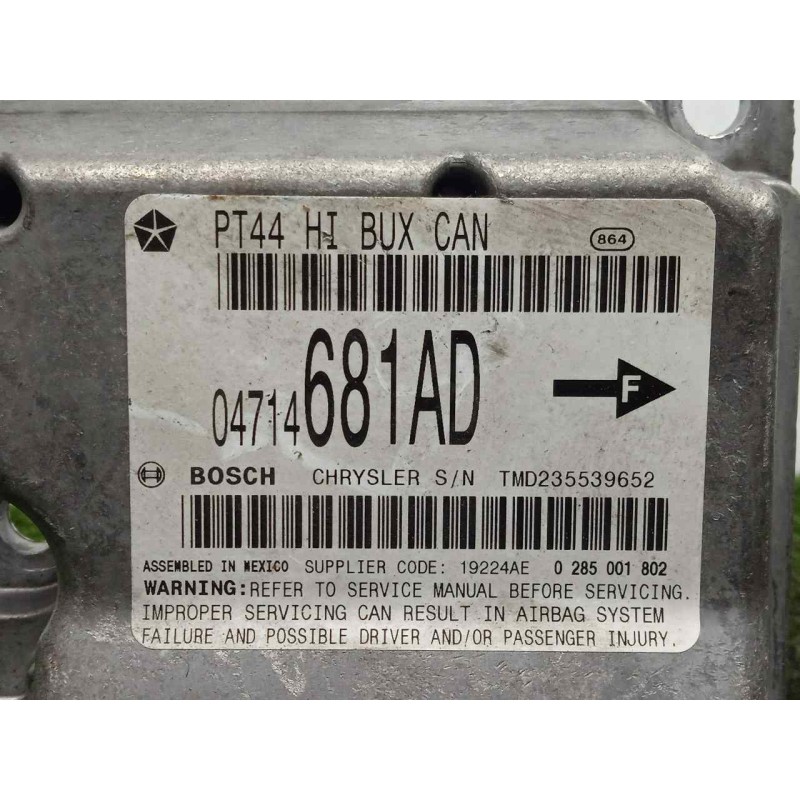 PT44 HI BUX CAN 864
04714681AD
F
BOSCH CHRYSLER S/N TMD235539652
ASSEMBLED IN MEXICO SUPPLIER CODE: 19224AE 0 285 001 802
WARNING:REFER TO SERVICE MANUAL BEFORE SERVICING.
IMPROPER SERVICING CAN RESULT IN AIRBAG SYSTEM
FAILURE AND POSSIBLE DRIVER AND/OR PASSENGER INJURY.